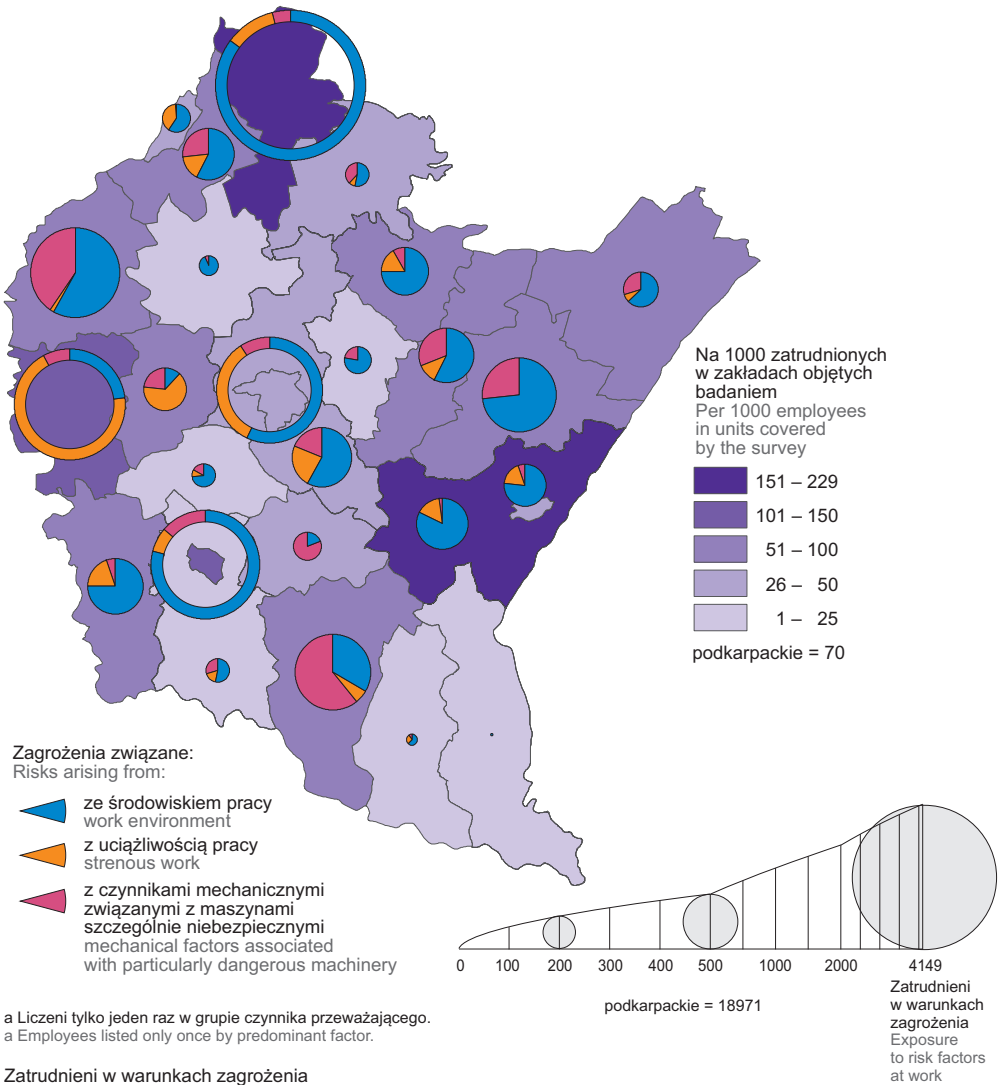 Na 1000 zatrudnionych
w zakładach objętych
badaniem
Per 1000 employees
in units covered
by the survey
151 – 229
101 – 150
51 – 100
26 – 50
1 – 25
podkarpackie = 70
Zagrożenia związane:
Risks arising from:
ze środowiskiem pracy
work environment
z uciążliwością pracy
strenous work
z czynnikami mechanicznymi
związanymi z maszynami
szczególnie niebezpiecznymi
mechanical factors associated
with particularly dangerous machinery
0 100 200 300 400 500 1000 2000 4149
podkarpackie = 18971
Zatrudnieni
w warunkach
zagrożenia
Exposure
to risk factors
at work
a Liczeni tylko jeden raz w grupie czynnika przeważającego.
a Employees listed only once by predominant factor.
Zatrudnieni w warunkach zagrożenia